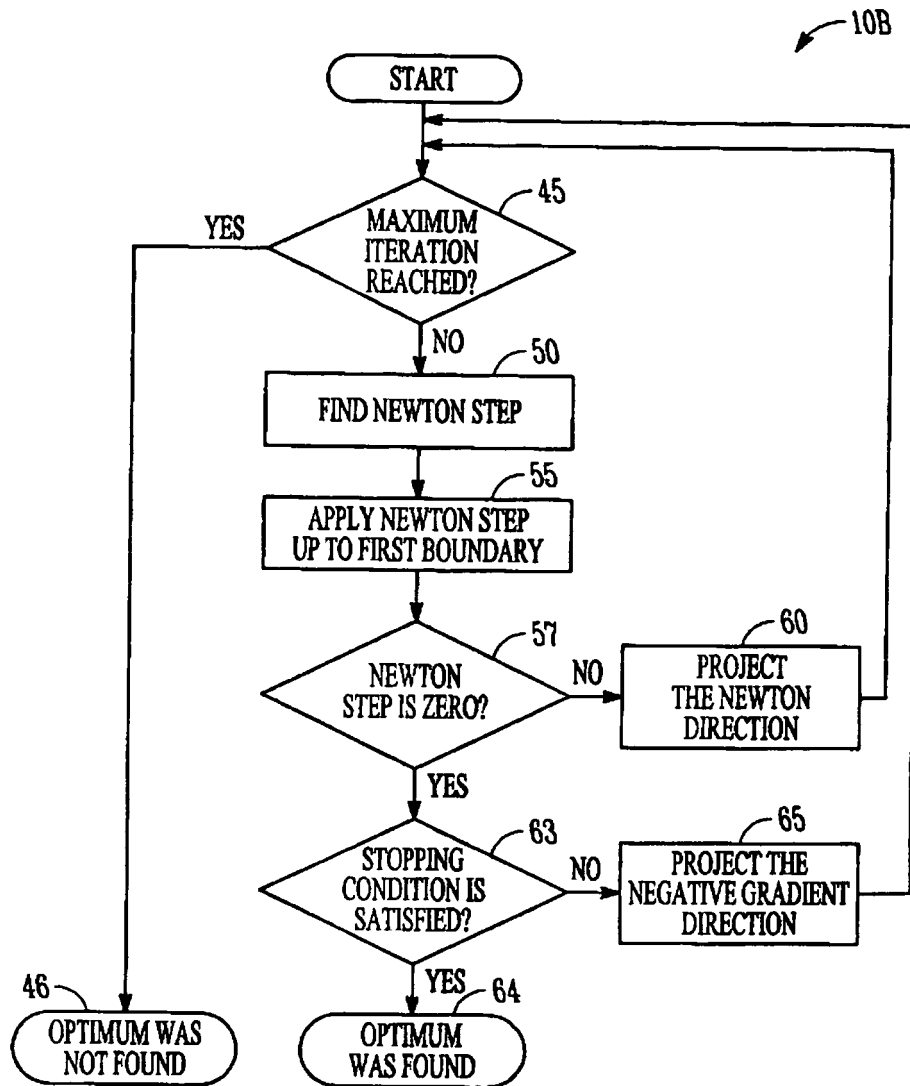 10B
START
45
YES
MAXIMUM
ITERATION
REACHED?
NO
50
FIND NEWTON STEP
55
APPLY NEWTON STEP
UP TO FIRST BOUNDARY
57
NEWTON
STEP IS ZERO?
NO
60
PROJECT
THE NEWTON
DIRECTION
YES
63
STOPPING
CONDITION IS
SATISFIED?
NO
65
PROJECT THE
NEGATIVE GRADIENT
DIRECTION
YES
46
OPTIMUM WAS
NOT FOUND
64
OPTIMUM
WAS FOUND